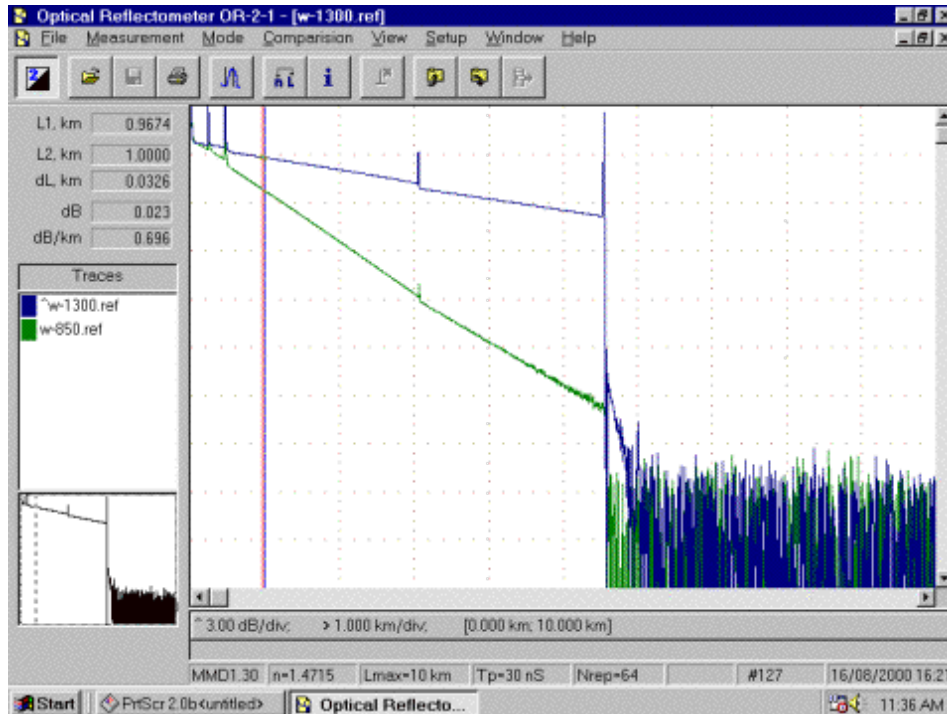 Optical Reflectometer OR-2-1 - [w-1300.ref]
File Measurement Mode Comparision View Setup Window Help
L1, km 0.9674
L2, km 1.0000
dL, km 0.0326
dB 0.023
dB/km 0.696
Traces
^w-1300.ref
w-850.ref
^ 3.00 dB/div; > 1.000 km/div; [0.000 km; 10.000 km]
MMD1.30 n=1.4715 Lmax=10 km Tp=30 nS Nrep=64 #127 16/08/2000 16:21
Start PrtScr 2.0b <untitled> Optical Reflecto... 11:36 AM